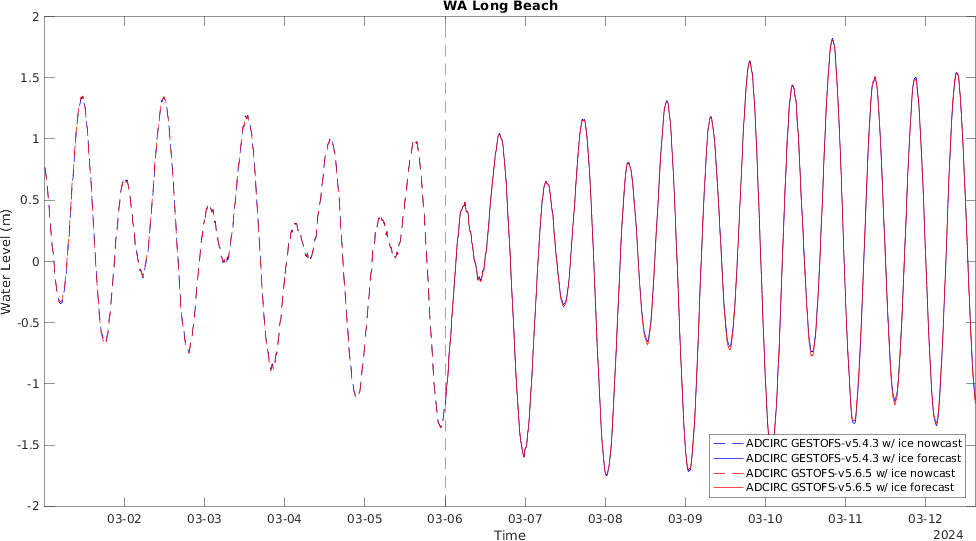 WA Long Beach
2
1.5
1
0.5
0
-0.5
-1
-1.5
-2
Water Level (m)
03-02 03-03 03-04 03-05 03-06 03-07 03-08 03-09 03-10 03-11 03-12
Time
2024
ADCIRC GESTOFS-v5.4.3 w/ ice nowcast
ADCIRC GESTOFS-v5.4.3 w/ ice forecast
ADCIRC GSTOFS-v5.6.5 w/ ice nowcast
ADCIRC GSTOFS-v5.6.5 w/ ice forecast